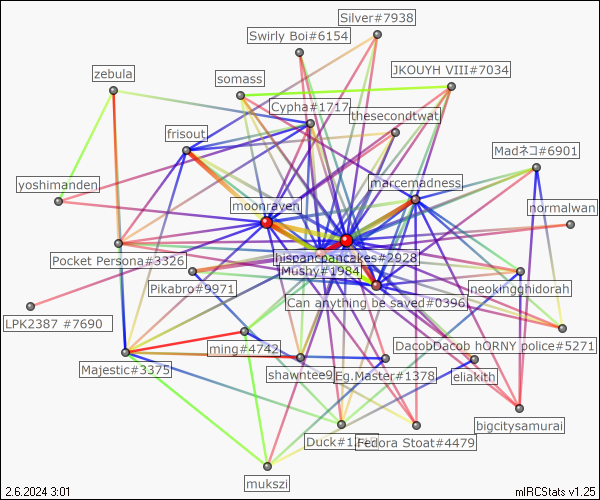 Silver#7938
Swirly Boi#6154
zebula
somass
JKOUYH VIII#7034
Cypha#1717
thesecondtwat
frisout
Madネコ#6901
yoshimanden
marcemadness
moonraven
normalwan
Pocket Persona#3326
hispanicpancakes#2928
Mushy#1984
Pikabro#9971
Can anything be saved#0396
neokingghidorah
LPK2387 #7690
ming#4742
DacobDacob hORNY police#5271
Majestic#3375
shawntee9
Eg.Master#1378
eliakith
bigcitysamurai
Fedora Stoat#4479
mukszi
2.6.2024 3:01
mIRCStats v1.25